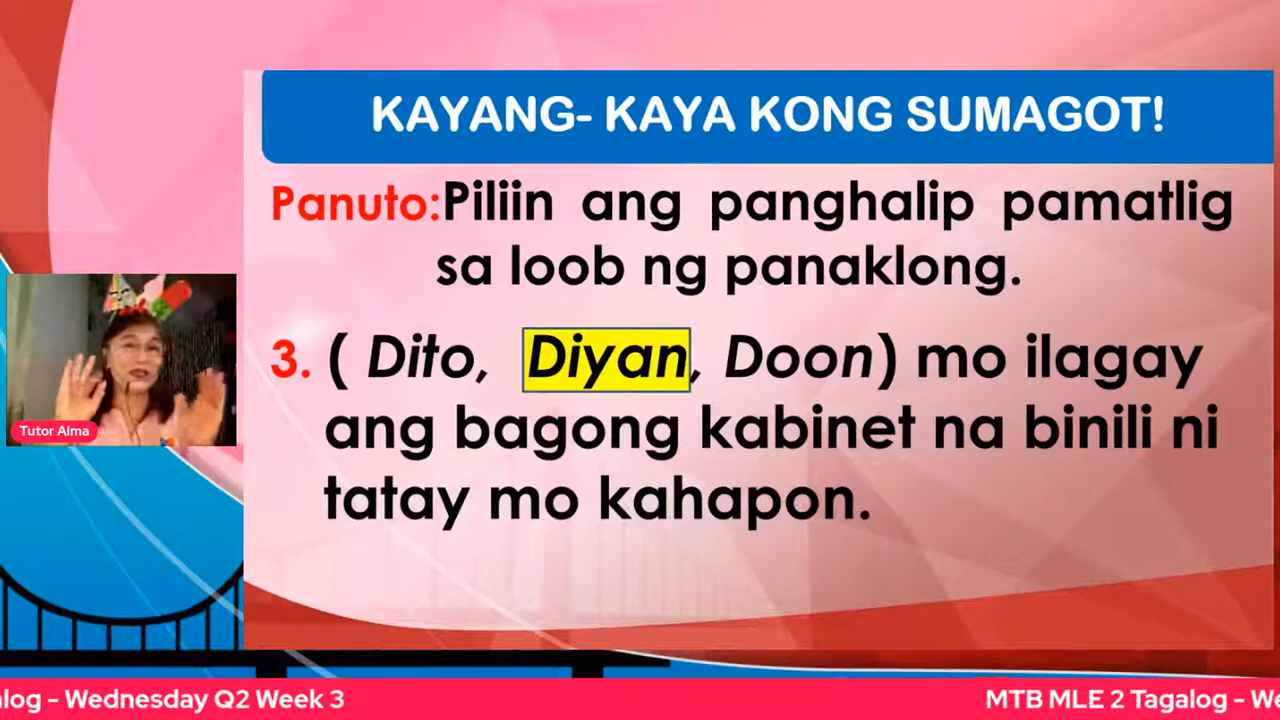 KAYANG- KAYA KONG SUMAGOT!
Panuto:Piliin ang panghalip pamatlig
sa loob ng panaklong.
3. ( Dito, Diyan, Doon) mo ilagay
ang bagong kabinet na binili ni
tatay mo kahapon.
Tutor Alma
alog - Wednesday Q2 Week 3
MTB MLE 2 Tagalog - We